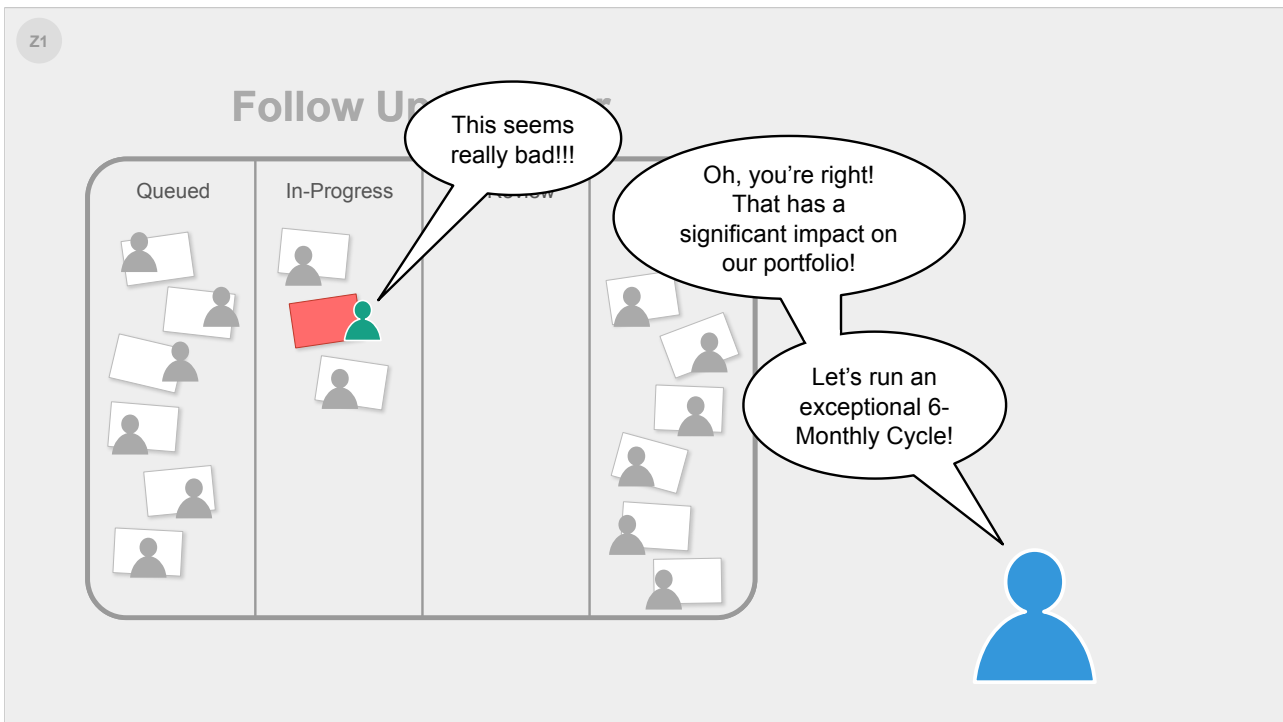 Z1
Follow Up
This seems
really bad!!!
Queued
In-Progress
Oh, you're right!
That has a
significant impact on
our portfolio!
Let's run an
exceptional 6-
Monthly Cycle!